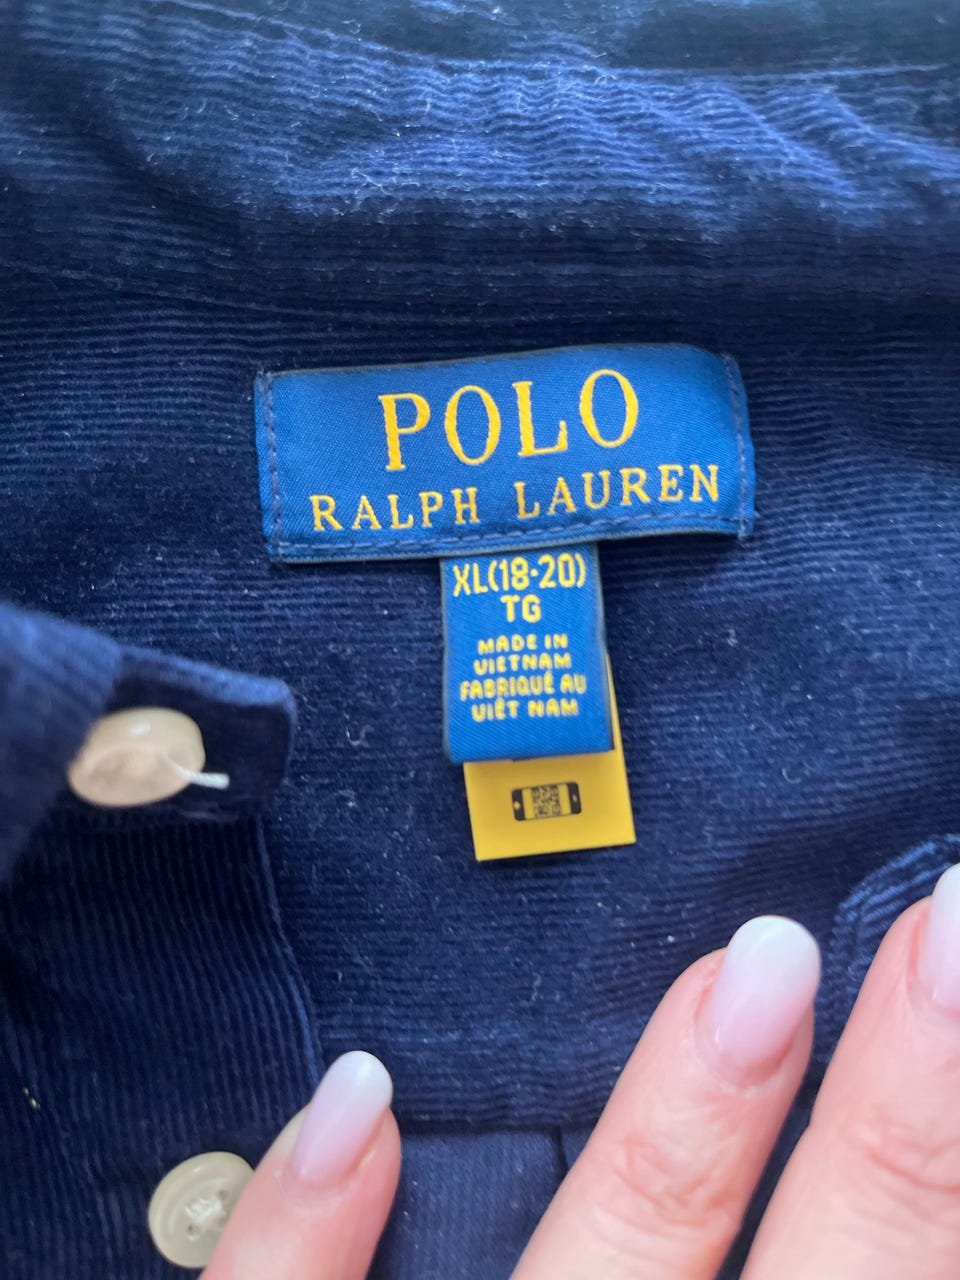 POLO
RALPH LAUREN
XL(18-20)
TG
MADE IN
VIETNAM
FABRIQUÉ AU
VIÊT NAM